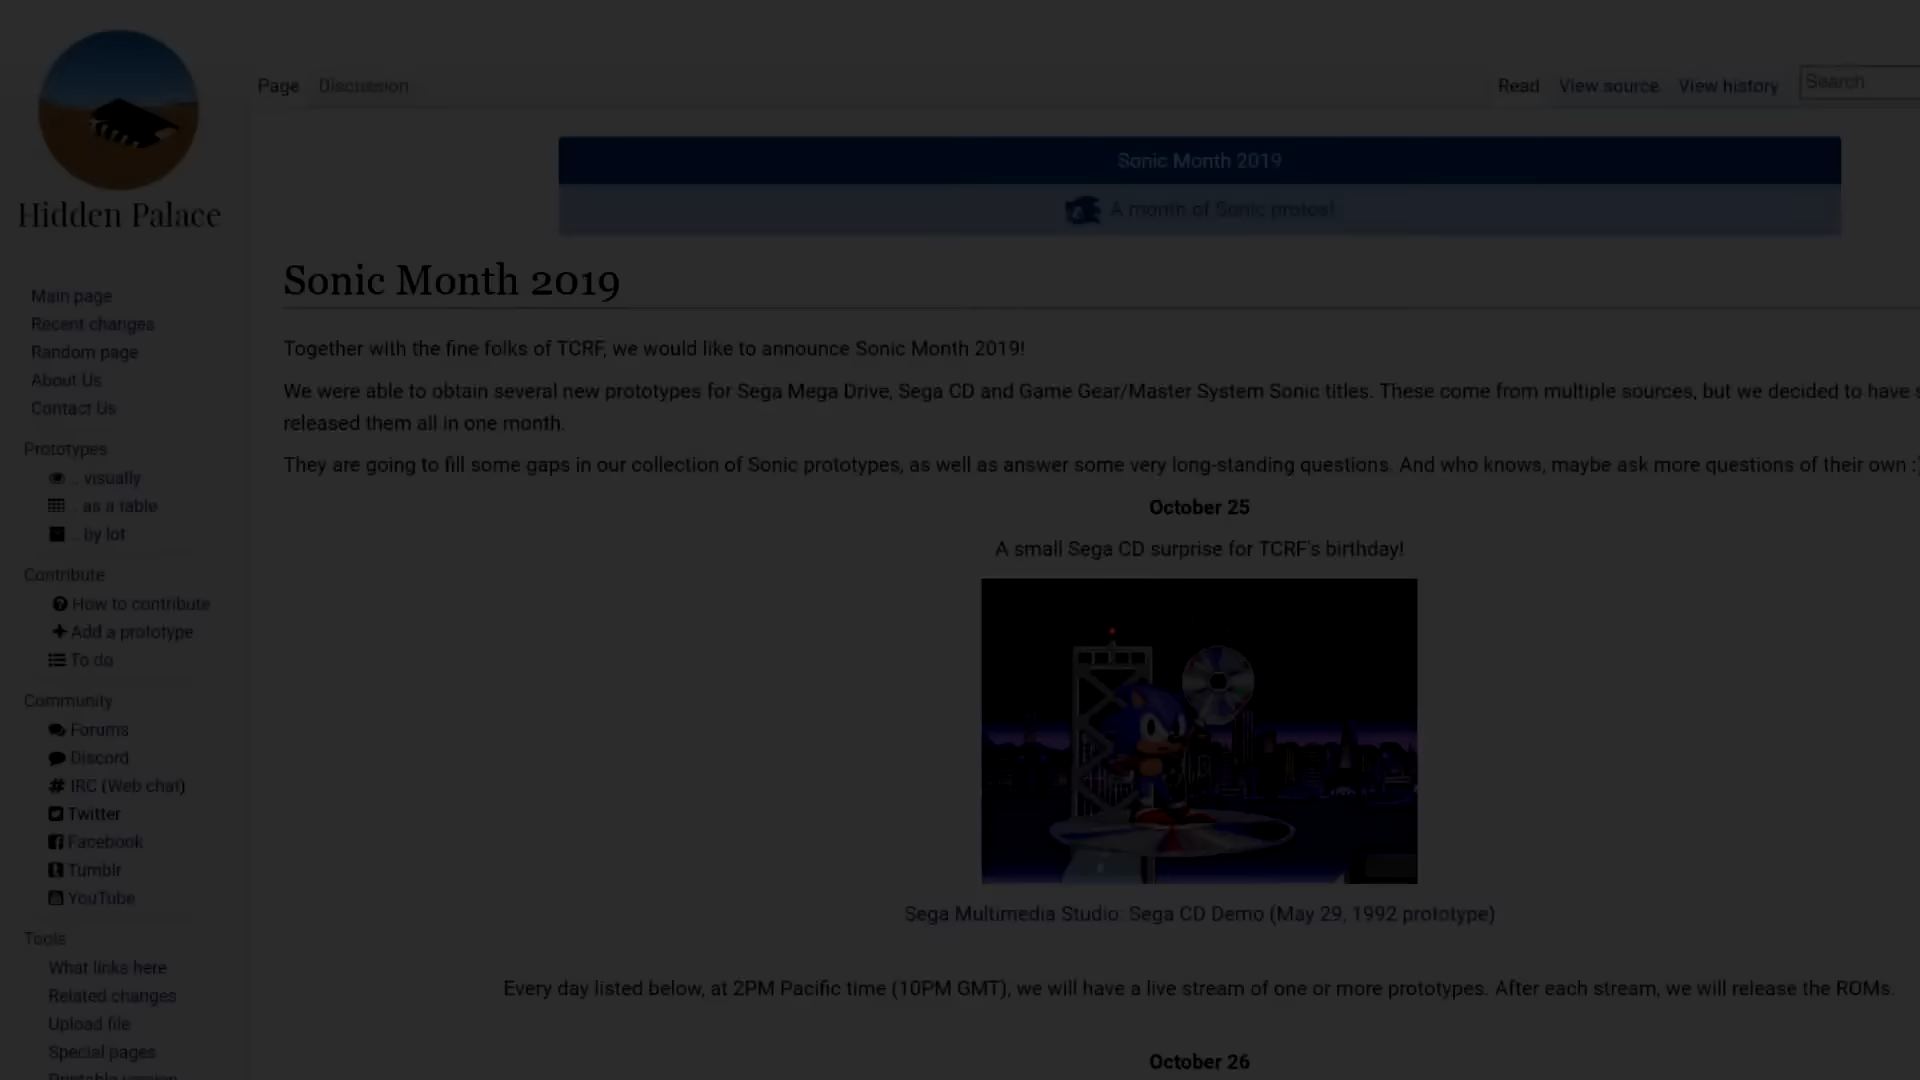 Hidden Palace
Page
Discussion
Read
View source
View history
Search
Sonic Month 2019
A month of Sonic protos!
Sonic Month 2019
Together with the fine folks of TCRF, we would like to announce Sonic Month 2019!
We were able to obtain several new prototypes for Sega Mega Drive, Sega CD and Game Gear/Master System Sonic titles. These come from multiple sources, but we decided to have
released them all in one month.
They are going to fill some gaps in our collection of Sonic prototypes, as well as answer some very long-standing questions. And who knows, maybe ask more questions of their own :
October 25
A small Sega CD surprise for TCRF's birthday!
Sega Multimedia Studio: Sega CD Demo (May 29, 1992 prototype)
Every day listed below, at 2PM Pacific time (10PM GMT), we will have a live stream of one or more prototypes. After each stream, we will release the ROMs.
October 26
Main page
Recent changes
Random page
About Us
Contact Us
Prototypes
... visually
... as a table
... by lot
Contribute
How to contribute
Add a prototype
To do
Community
Forums
Discord
IRC (Web chat)
Twitter
Facebook
Tumblr
YouTube
Tools
What links here
Related changes
Upload file
Special pages
Printable version